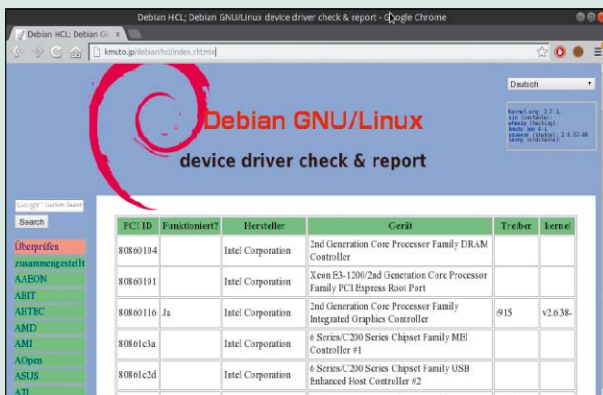 Debian HCL; Debian GNU/Linux device driver check & report - Google Chrome
Debian HCL; Debian G
kmuto.jp/debian/hcl/index.rhtmlx
Deutsch
Debian GNU/Linux
device driver check & report
Search
Überprüfen
zusammengestellt
AAEON
ABIT
AHTEC
AMD
AMI
AOpen
ASUS
ATI
PCI ID Funktioniert? Hersteller Gerät Treiber kernel
80860104 Intel Corporation 2nd Generation Core Processor Family DRAM Controller
80860101 Intel Corporation Xeon E3-1200/2nd Generation Core Processor Family PCI Express Root Port
80860116 Ja Intel Corporation 2nd Generation Core Processor Family Integrated Graphics Controller i915 v2.6.38-
80861c3a Intel Corporation 6 Series/C200 Series Chipset Family MEI Controller #1
80861c2d Intel Corporation 6 Series/C200 Series Chipset Family USB Enhanced Host Controller #2